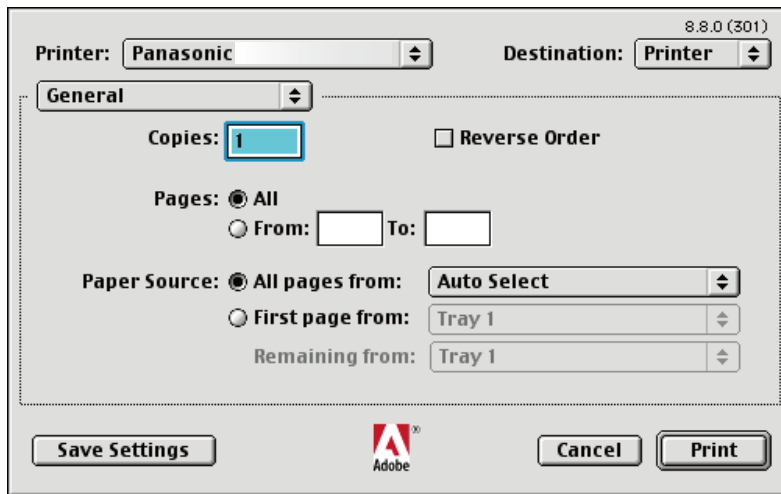 8.8.0 (301)
Printer: Panasonic Destination: Printer
General
Copies: 1 Reverse Order
Pages: All
From: To:
Paper Source: All pages from: Auto Select
First page from: Tray 1
Remaining from: Tray 1
Save Settings Adobe® Cancel Print